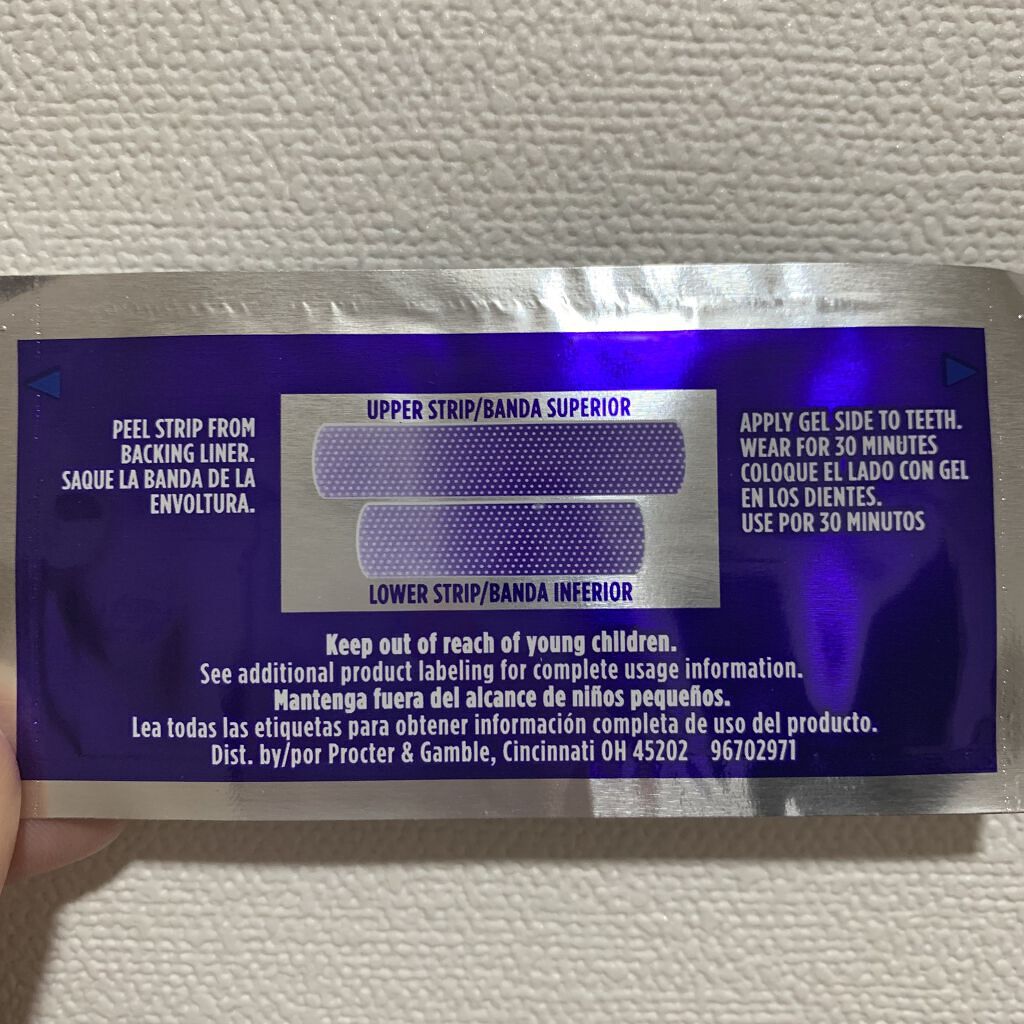 UPPER STRIP/BANDA SUPERIOR
PEEL STRIP FROM
BACKING LINER.
SAQUE LA BANDA DE LA
ENVOLTURA.
APPLY GEL SIDE TO TEETH.
WEAR FOR 30 MINUTES
COLOQUE EL LADO CON GEL
EN LOS DIENTES.
USE POR 30 MINUTOS
LOWER STRIP/BANDA INFERIOR
Keep out of reach of young children.
See additional product labeling for complete usage information.
Mantenga fuera del alcance de niños pequeños.
Lea todas las etiquetas para obtener información completa de uso del producto.
Dist. by/por Procter & Gamble, Cincinnati OH 45202 96702971